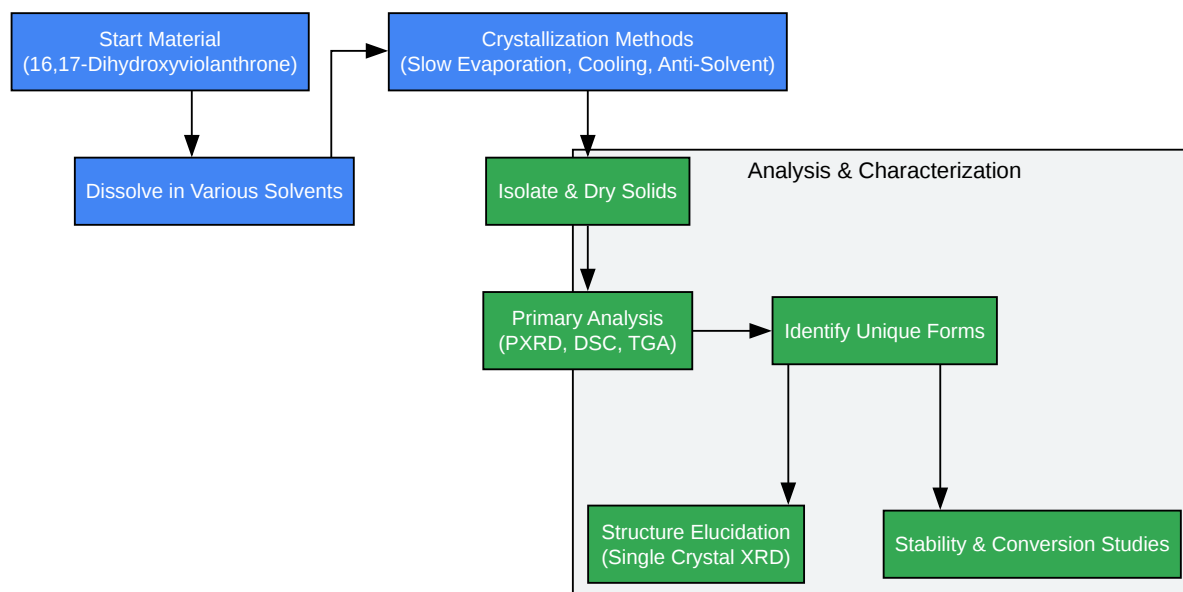 Start Material
(16,17-Dihydroxyviolanthrone)
Dissolve in Various Solvents
Crystallization Methods
(Slow Evaporation, Cooling, Anti-Solvent)
Analysis & Characterization
Isolate & Dry Solids
Primary Analysis
(PXRD, DSC, TGA)
Identify Unique Forms
Structure Elucidation
(Single Crystal XRD)
Stability & Conversion Studies